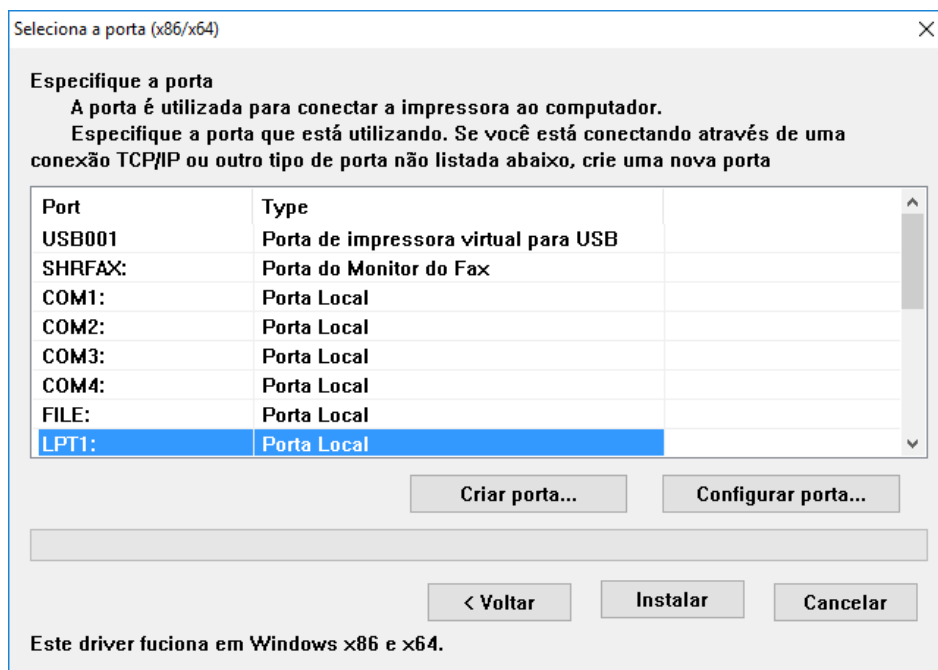 Seleciona a porta (x86/x64)
Especifique a porta
A porta é utilizada para conectar a impressora ao computador.
Especifique a porta que está utilizando. Se você está conectando através de uma
conexão TCP/IP ou outro tipo de porta não listada abaixo, crie uma nova porta
Port Type
USB001 Porta de impressora virtual para USB
SHRFAX: Porta do Monitor do Fax
COM1: Porta Local
COM2: Porta Local
COM3: Porta Local
COM4: Porta Local
FILE: Porta Local
LPT1: Porta Local
Criar porta... Configurar porta...
< Voltar Instalar Cancelar
Este driver fuciona em Windows x86 e x64.